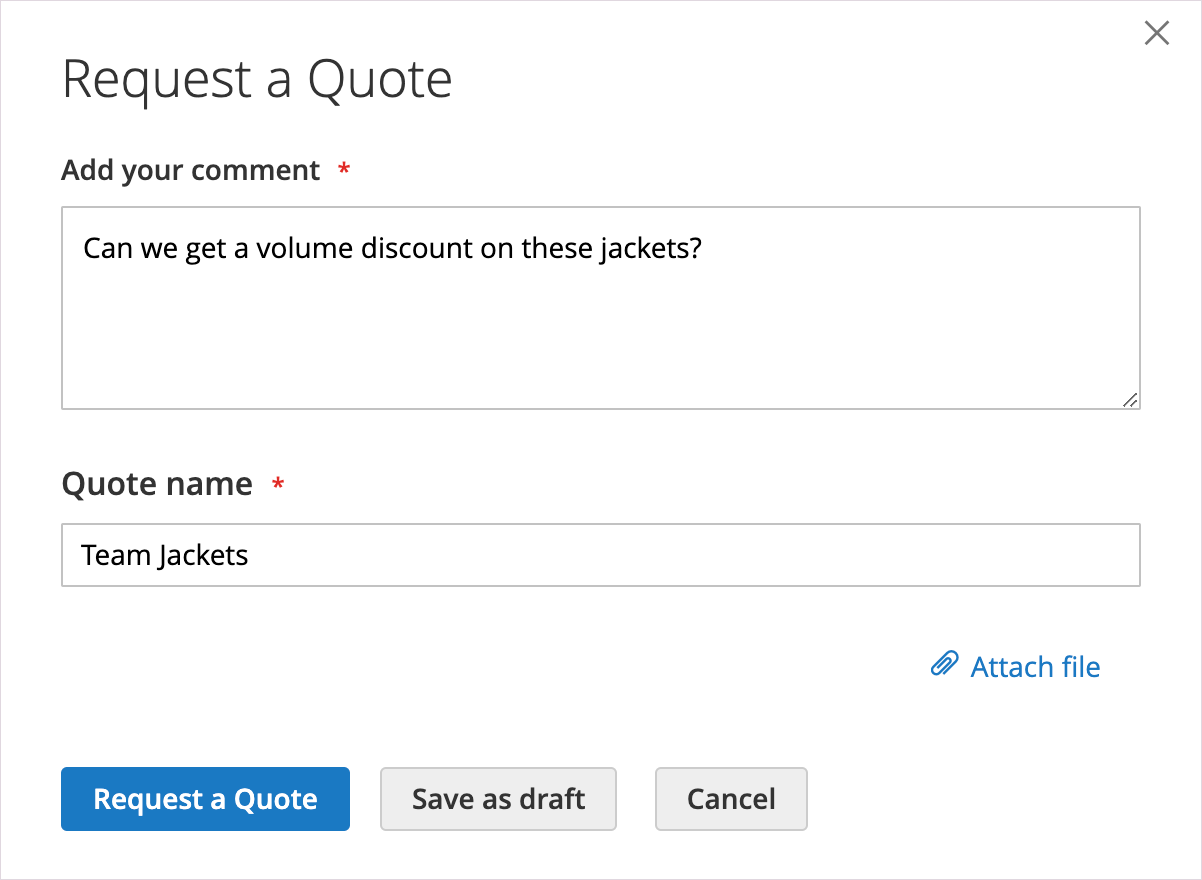 Request a Quote
Add your comment *
Can we get a volume discount on these jackets?
Quote name *
Team Jackets
Attach file
Request a Quote
Save as draft
Cancel